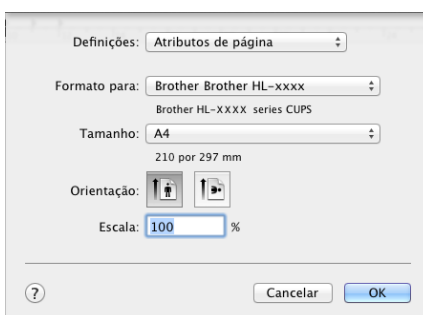 Definições: Atributos de página
Formato para: Brother Brother HL-xxxx
Brother HL-XXXX series CUPS
Tamanho: A4
210 por 297 mm
Orientação:
Escala: 100 %
? Cancelar OK